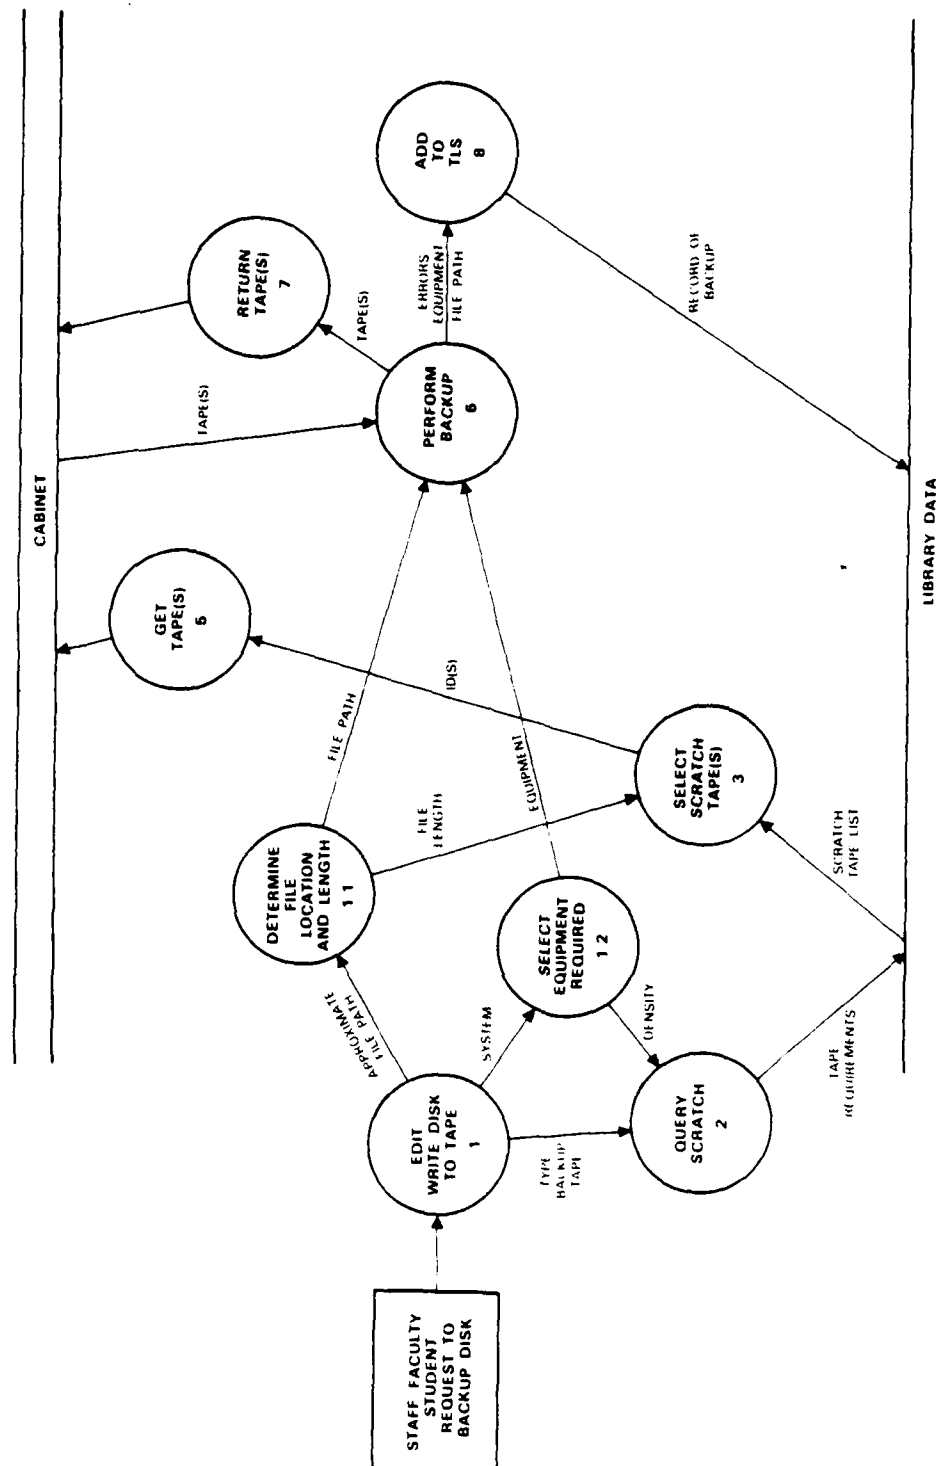 CABINET
GET
TAPE(S)
5
TAPE(S)
RETURN
TAPE(S)
7
TAPE(S)
DETERMINE
FILE
LOCATION
AND LENGTH
1 1
FILE PATH
PERFORM
BACKUP
6
ERRORS
EQUIPMENT
FILE PATH
ADD
TO
TLS
8
APPROXIMATE
FILE PATH
FILE
LENGTH
ID(S)
STAFF FACULTY
STUDENT
REQUEST TO
BACKUP DISK
EDIT
WRITE DISK
TO TAPE
1
SYSTEM
SELECT
EQUIPMENT
REQUIRED
1 2
EQUIPMENT
TYPE
BACKUP
TAPE
DENSITY
QUERY
SCRATCH
2
SELECT
SCRATCH
TAPE(S)
3
RECORD OF
BACKUP
TAPE
REQUIREMENTS
SCRATCH
TAPE LIST
LIBRARY DATA